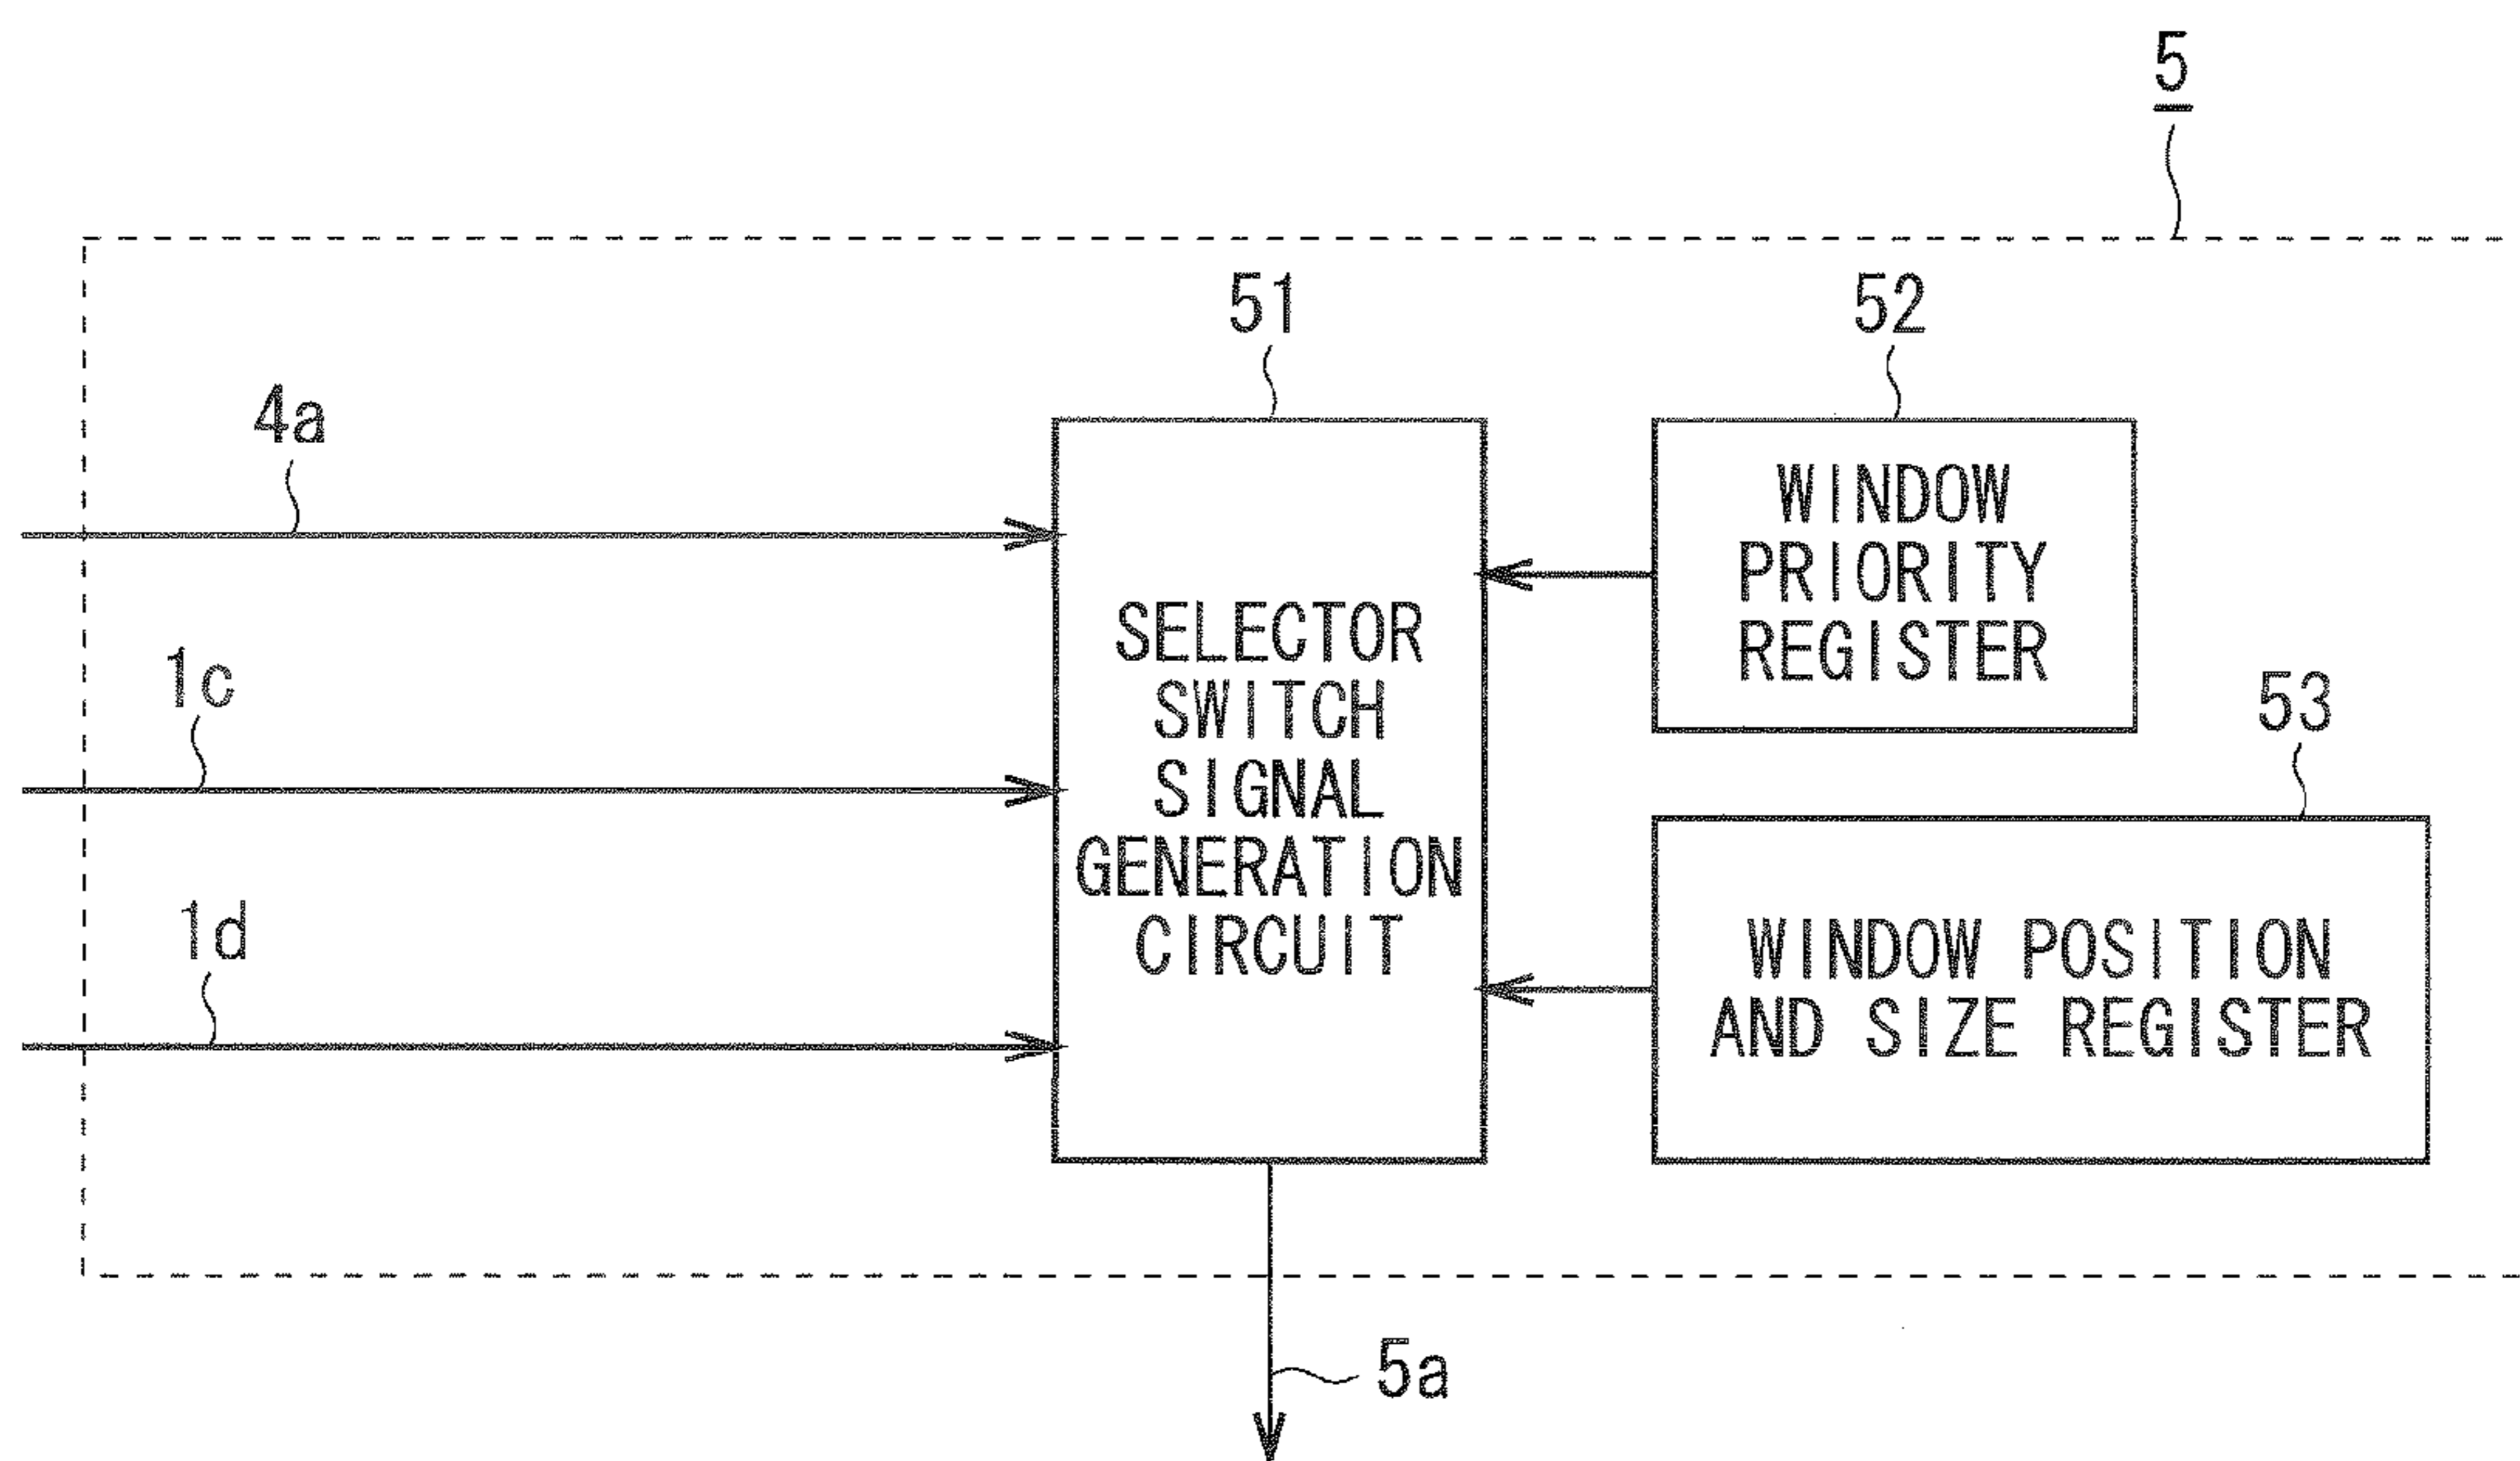 5
51
52
4a
WINDOW
PRIORITY
REGISTER
SELECTOR
SWITCH
SIGNAL
GENERATION
CIRCUIT
1c
53
1d
WINDOW POSITION
AND SIZE REGISTER
5a